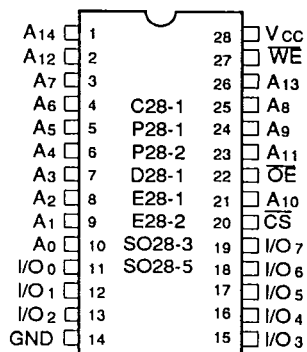 A14 1 28 VCC
A12 2 27 WE
A7 3 26 A13
A6 4 C28-1 25 A8
A5 5 P28-1 24 A9
A4 6 P28-2 23 A11
A3 7 D28-1 22 OE
A2 8 E28-1 21 A10
A1 9 E28-2 20 CS
A0 10 SO28-3 19 I/O7
I/O0 11 SO28-5 18 I/O6
I/O1 12 17 I/O5
I/O2 13 16 I/O4
GND 14 15 I/O3